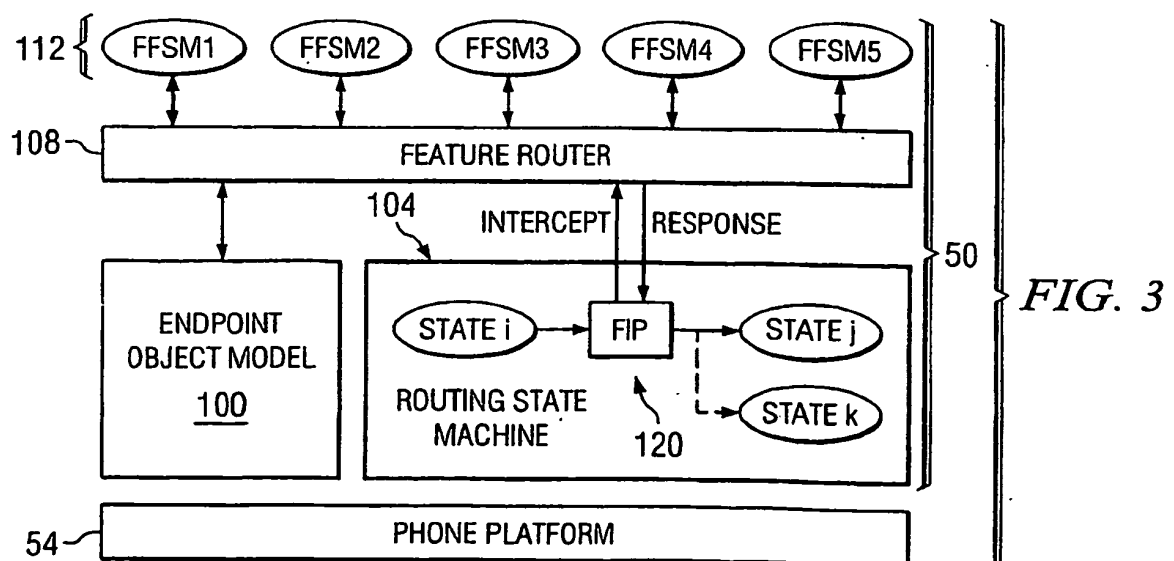 112 FFSM1 FFSM2 FFSM3 FFSM4 FFSM5
108 FEATURE ROUTER
104 INTERCEPT RESPONSE
50
FIG. 3
ENDPOINT
OBJECT MODEL
100
STATE i FIP STATE j
STATE k
ROUTING STATE
MACHINE
120
54 PHONE PLATFORM